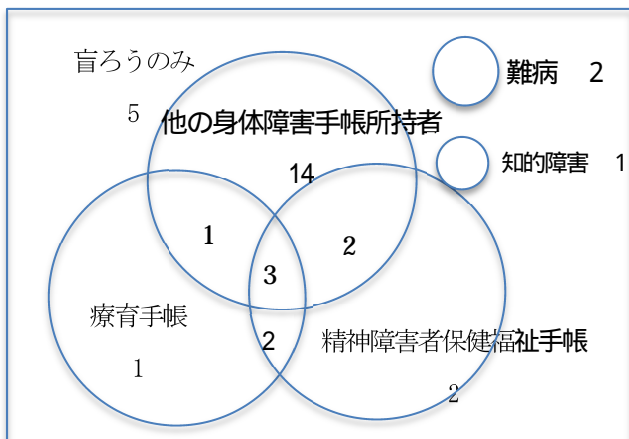 盲ろうのみ
5
難病 2
他の身体障害手帳所持者
14
知的障害 1
1
2
3
療育手帳
1
2
精神障害者保健福祉手帳
2